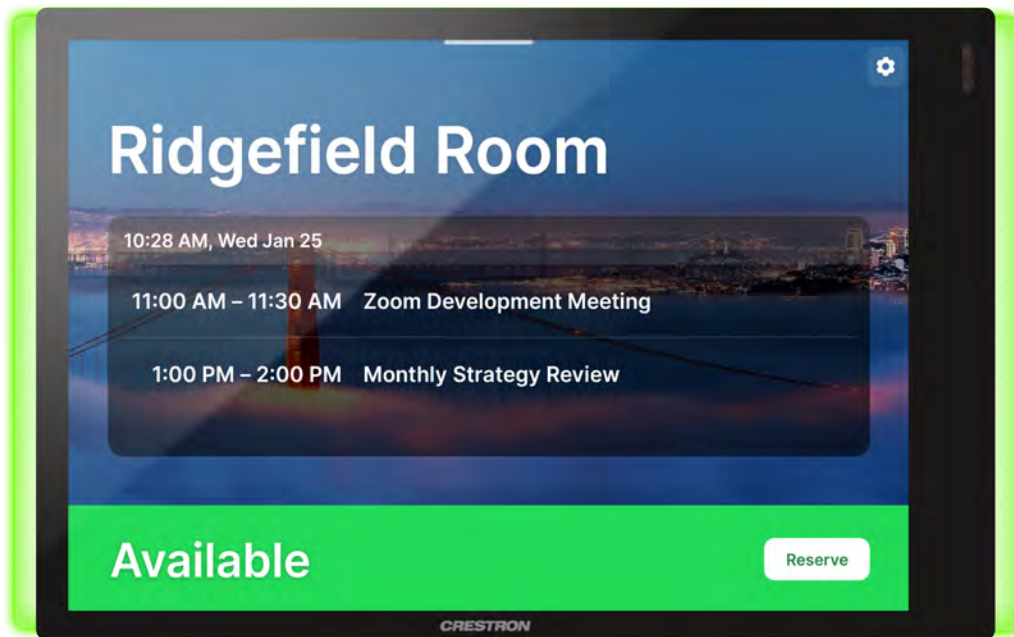 Ridgefield Room
10:28 AM, Wed Jan 25
11:00 AM – 11:30 AM Zoom Development Meeting
1:00 PM – 2:00 PM Monthly Strategy Review
Available
Reserve
CRESTRON